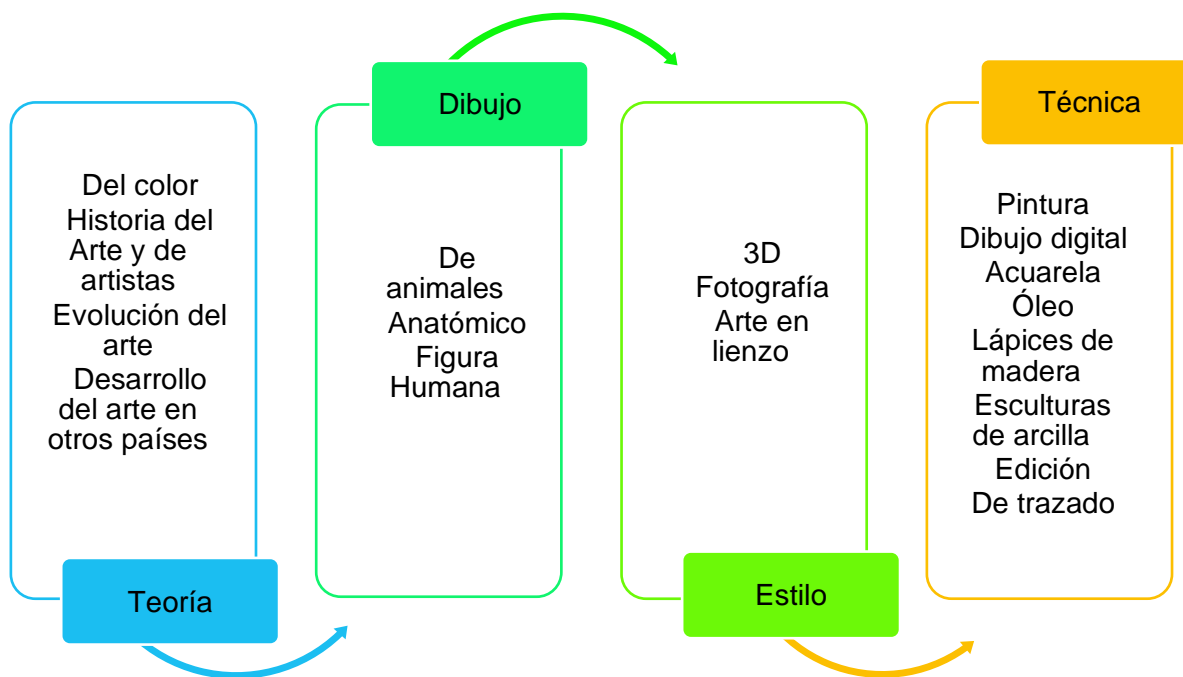 Teoría
Del color
Historia del
Arte y de
artistas
Evolución del
arte
Desarrollo
del arte en
otros países
Dibujo
De
animales
Anatómico
Figura
Humana
Estilo
3D
Fotografía
Arte en
lienzo
Técnica
Pintura
Dibujo digital
Acuarela
Óleo
Lápices de
madera
Esculturas
de arcilla
Edición
De trazado